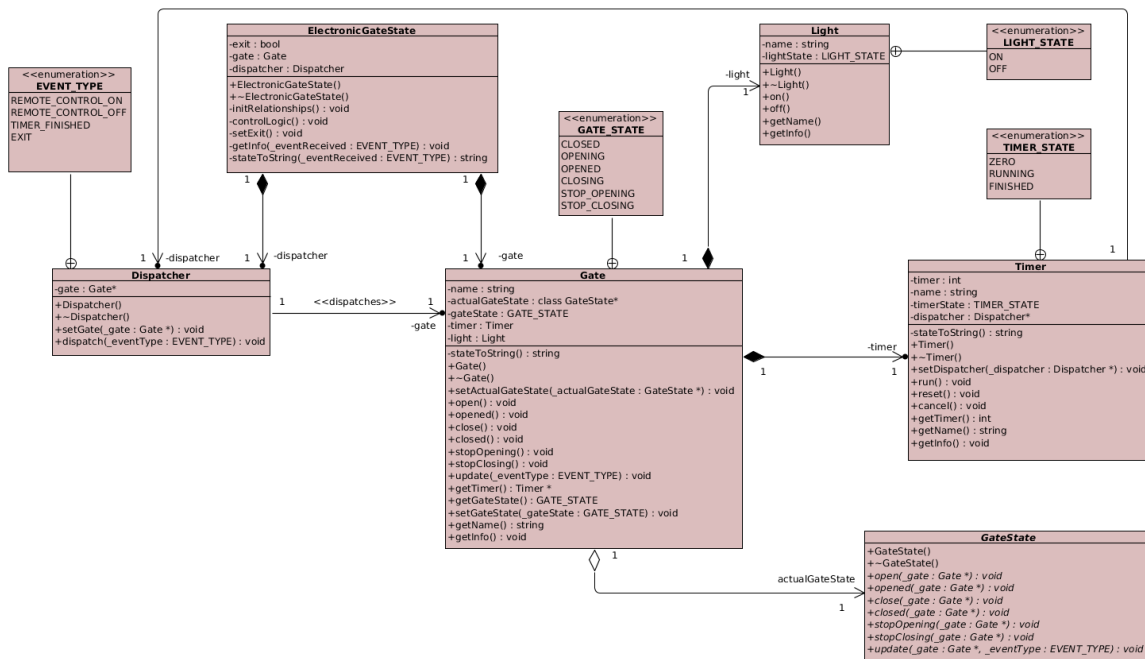 ElectronicGateState
-exit : bool
-gate : Gate
-dispatcher : Dispatcher
+ElectronicGateState()
+~ElectronicGateState()
-initRelationships() : void
-controlLogic() : void
-setExit() : void
-getInfo(_eventReceived : EVENT_TYPE) : void
-stateToString(_eventReceived : EVENT_TYPE) : string
Light
-name : string
-lightState : LIGHT_STATE
+Light()
+~Light()
+on()
+off()
+getName()
+getInfo()
<<enumeration>>
LIGHT_STATE
ON
OFF
<<enumeration>>
EVENT_TYPE
REMOTE_CONTROL_ON
REMOTE_CONTROL_OFF
TIMER_FINISHED
EXIT
-light
1
<<enumeration>>
GATE_STATE
CLOSED
OPENING
OPENED
CLOSING
STOP_OPENING
STOP_CLOSING
<<enumeration>>
TIMER_STATE
ZERO
RUNNING
FINISHED
1
1
1
-dispatcher
1
-dispatcher
1
-gate
1
1
Dispatcher
-gate : Gate*
+Dispatcher()
+~Dispatcher()
+setGate(_gate : Gate *) : void
+dispatch(_eventType : EVENT_TYPE) : void
1
<<dispatches>>
1
-gate
Gate
-name : string
-actualGateState : class GateState*
-gateState : GATE_STATE
-timer : Timer
-light : Light
-stateToString() : string
+Gate()
+~Gate()
+setActualGateState(_actualGateState : GateState *) : void
+open() : void
+opened() : void
+close() : void
+closed() : void
+stopOpening() : void
+stopClosing() : void
+update(_eventType : EVENT_TYPE) : void
+getTimer() : Timer *
+getGateState() : GATE_STATE
+setGateState(_gateState : GATE_STATE) : void
+getName() : string
+getInfo() : void
1
-timer
1
Timer
-timer : int
-name : string
-timerState : TIMER_STATE
-dispatcher : Dispatcher*
-stateToString() : string
+Timer()
+~Timer()
+setDispatcher(_dispatcher : Dispatcher *) : void
+run() : void
+reset() : void
+cancel() : void
+getTimer() : int
+getName() : string
+getInfo() : void
1
actualGateState
1
GateState
+GateState()
+~GateState()
+open(_gate : Gate *) : void
+opened(_gate : Gate *) : void
+close(_gate : Gate *) : void
+closed(_gate : Gate *) : void
+stopOpening(_gate : Gate *) : void
+stopClosing(_gate : Gate *) : void
+update(_gate : Gate *, _eventType : EVENT_TYPE) : void